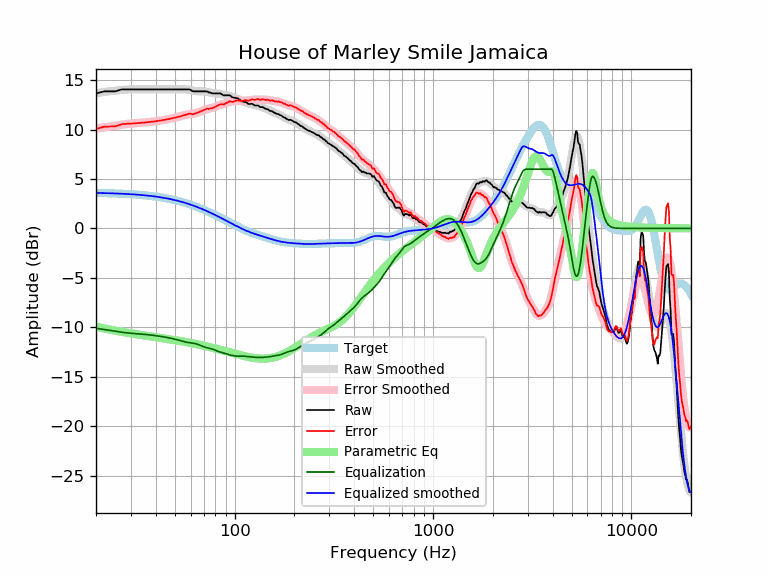 House of Marley Smile Jamaica
15
10
5
0
−5
−10
−15
−20
−25
Amplitude (dBr)
Target
Raw Smoothed
Error Smoothed
Raw
Error
Parametric Eq
Equalization
Equalized smoothed
100
1000
10000
Frequency (Hz)